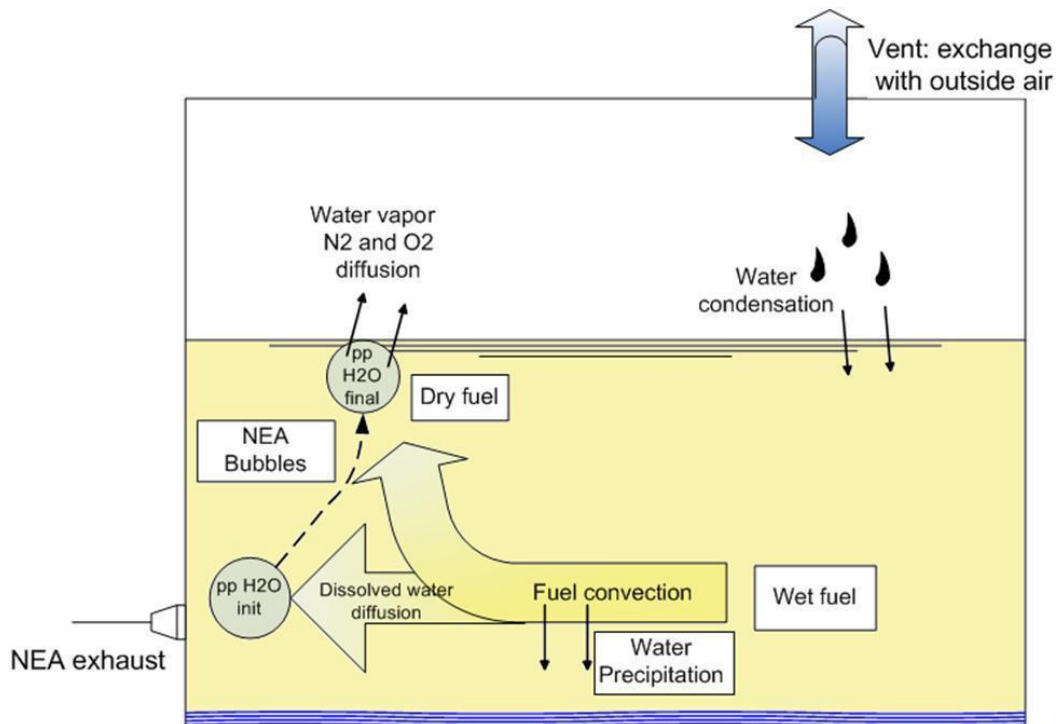 Vent: exchange
with outside air
Water vapor
N2 and O2
diffusion
Water
condensation
pp
H2O
final
Dry fuel
NEA
Bubbles
pp H2O
init
Dissolved water
diffusion
Fuel convection
Wet fuel
Water
Precipitation
NEA exhaust